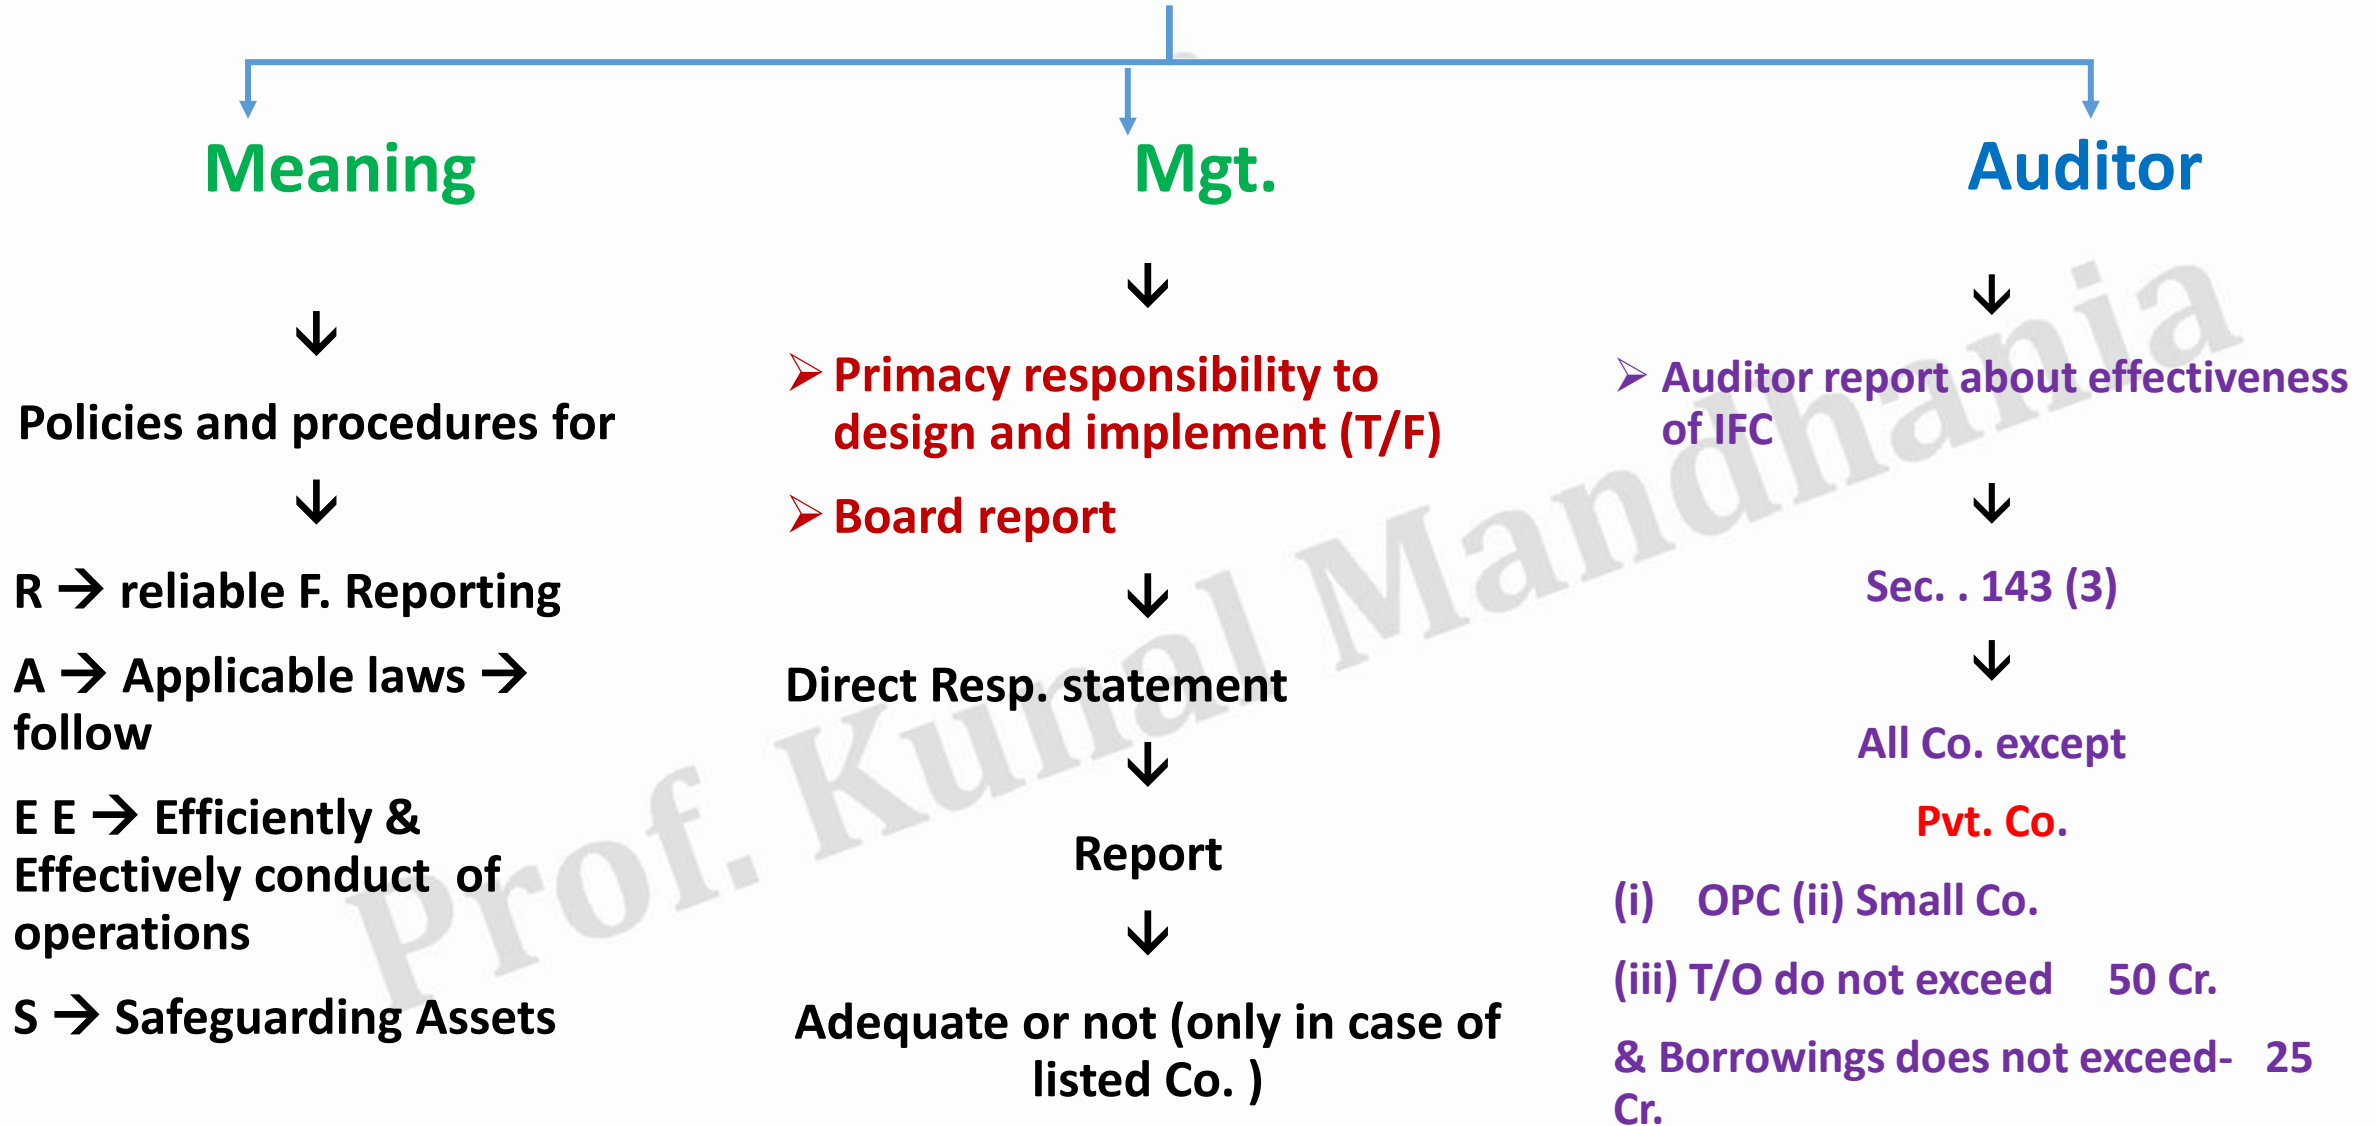 Meaning
Policies and procedures for
R → reliable F. Reporting
A → Applicable laws →
follow
E E → Efficiently &
Effectively conduct of
operations
S → Safeguarding Assets
Mgt.
➢ Primacy responsibility to
design and implement (T/F)
➢ Board report
Direct Resp. statement
Report
Adequate or not (only in case of
listed Co. )
Auditor
➢ Auditor report about effectiveness
of IFC
Sec. . 143 (3)
All Co. except
Pvt. Co.
(i) OPC (ii) Small Co.
(iii) T/O do not exceed 50 Cr.
& Borrowings does not exceed- 25
Cr.
Prof. Kunal Mandhania